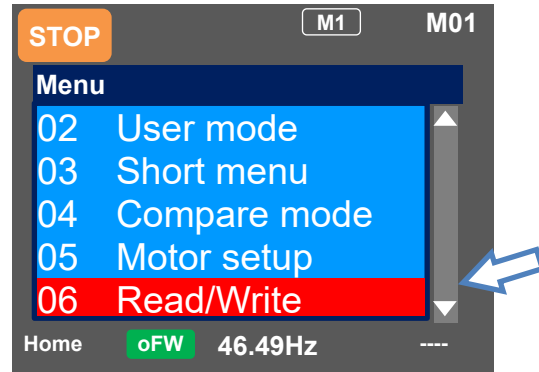 STOP M1 M01
Menu
02 User mode
03 Short menu
04 Compare mode
05 Motor setup
06 Read/Write
Home oFW 46.49Hz ----